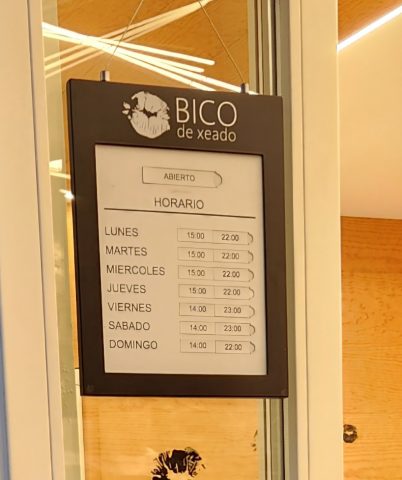 BICO
de xeado
ABIERTO
HORARIO
LUNES 15:00 22:00
MARTES 15:00 22:00
MIERCOLES 15:00 22:00
JUEVES 15:00 22:00
VIERNES 14:00 23:00
SABADO 14:00 23:00
DOMINGO 14:00 22:00